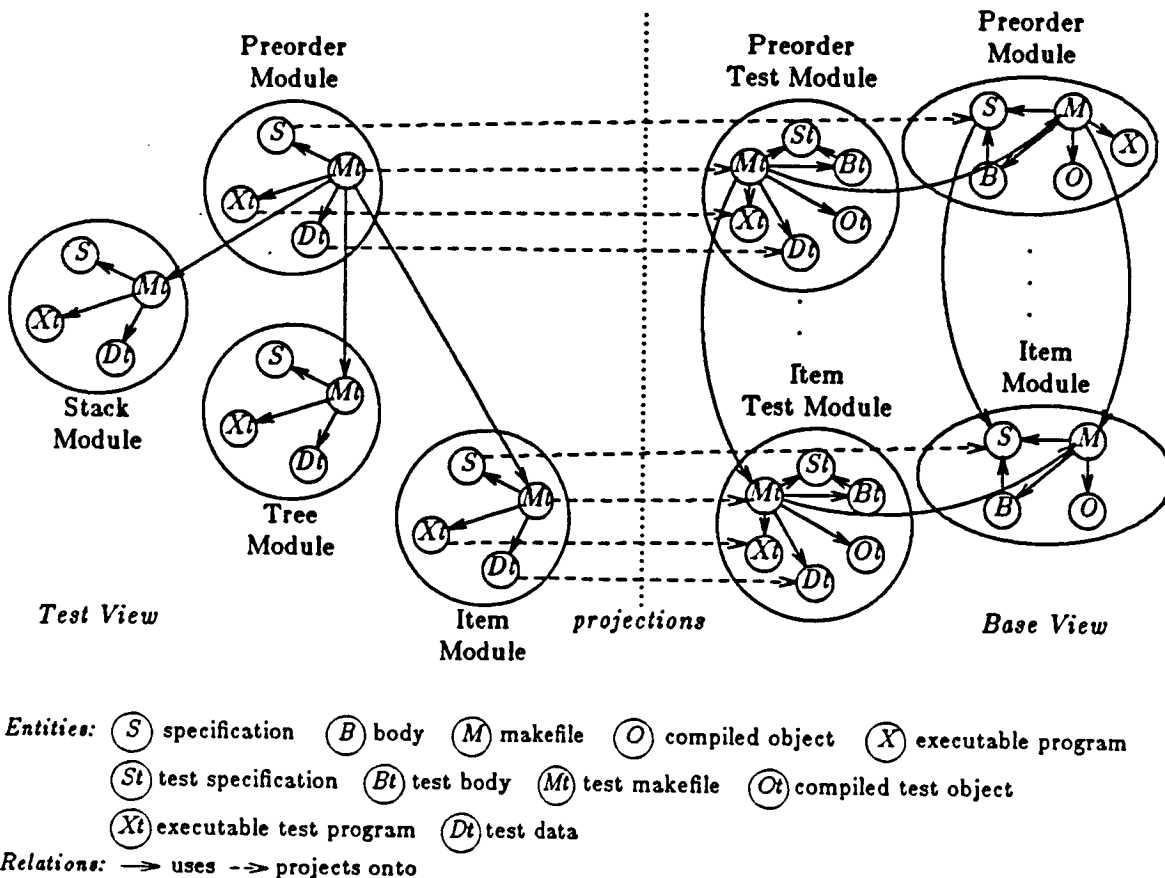 Preorder
Module
S
Mt
Xt
Dt
S
Mt
Xt
Dt
Stack
Module
S
Mt
Xt
Dt
Tree
Module
S
Mt
Xt
Dt
Item
Module
Test View
projections
Preorder
Test Module
St
Mt
Bt
Xt
Ot
Dt
Preorder
Module
S
M
X
B
O
Item
Test Module
St
Mt
Bt
Xt
Ot
Dt
Item
Module
S
M
B
O
Base View
Entities: S specification B body M makefile O compiled object X executable program
St test specification Bt test body Mt test makefile Ot compiled test object
Xt executable test program Dt test data
Relations: uses projects onto